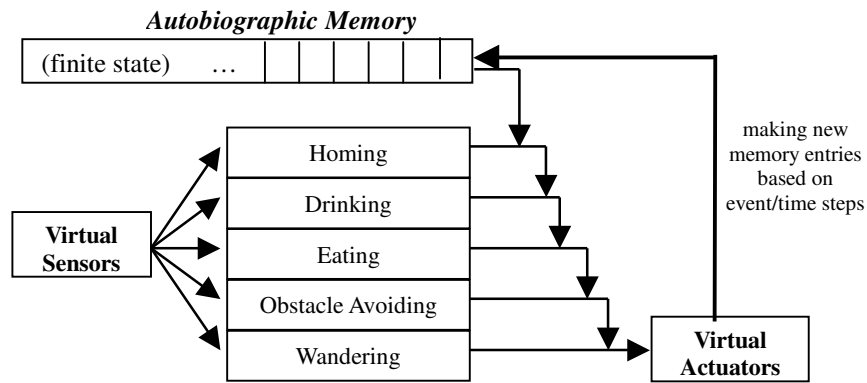 Autobiographic Memory
(finite state) ...
Homing
Drinking
Eating
Obstacle Avoiding
Wandering
Virtual
Sensors
making new
memory entries
based on
event/time steps
Virtual
Actuators